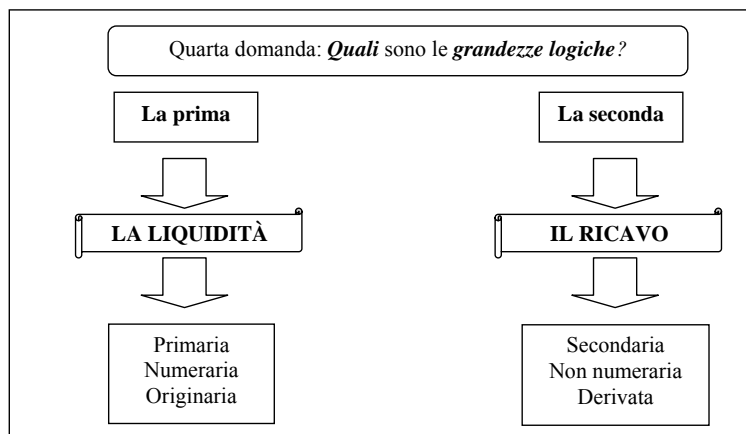 Quarta domanda: Quali sono le grandezze logiche?
La prima
La seconda
LA LIQUIDITÀ
IL RICAVO
Primaria
Numeraria
Originaria
Secondaria
Non numeraria
Derivata